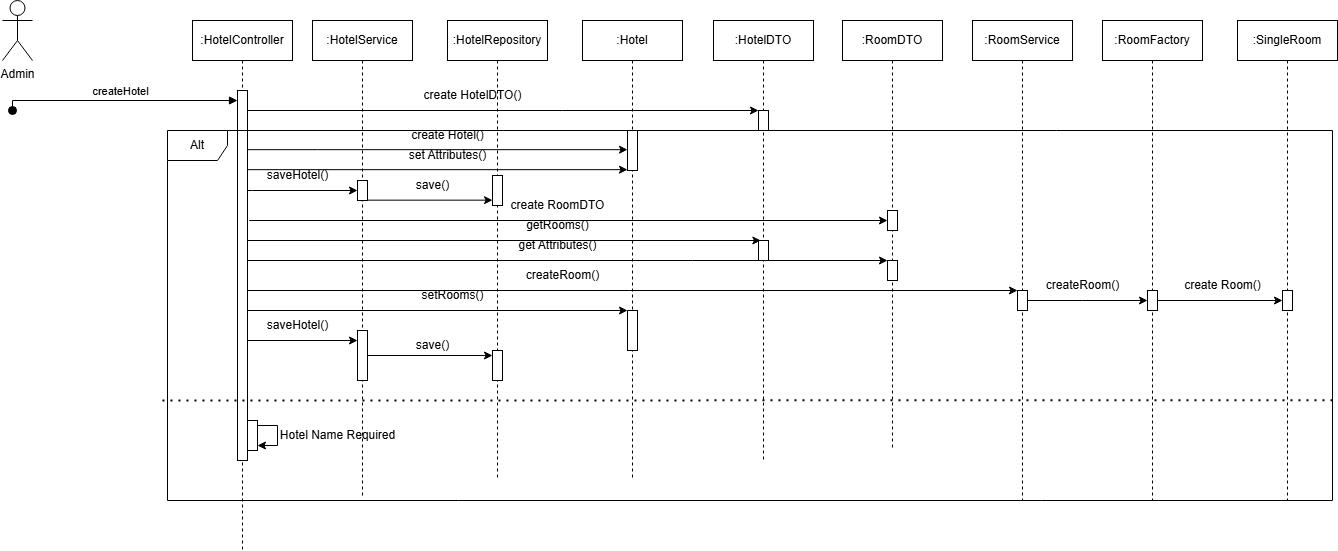 :HotelController
:HotelService
:HotelRepository
:Hotel
:HotelDTO
:RoomDTO
:RoomService
:RoomFactory
:SingleRoom
Admin
createHotel
create HotelDTO()
Alt
create Hotel()
set Attributes()
saveHotel()
save()
create RoomDTO
getRooms()
get Attributes()
createRoom()
createRoom()
create Room()
setRooms()
saveHotel()
save()
Hotel Name Required